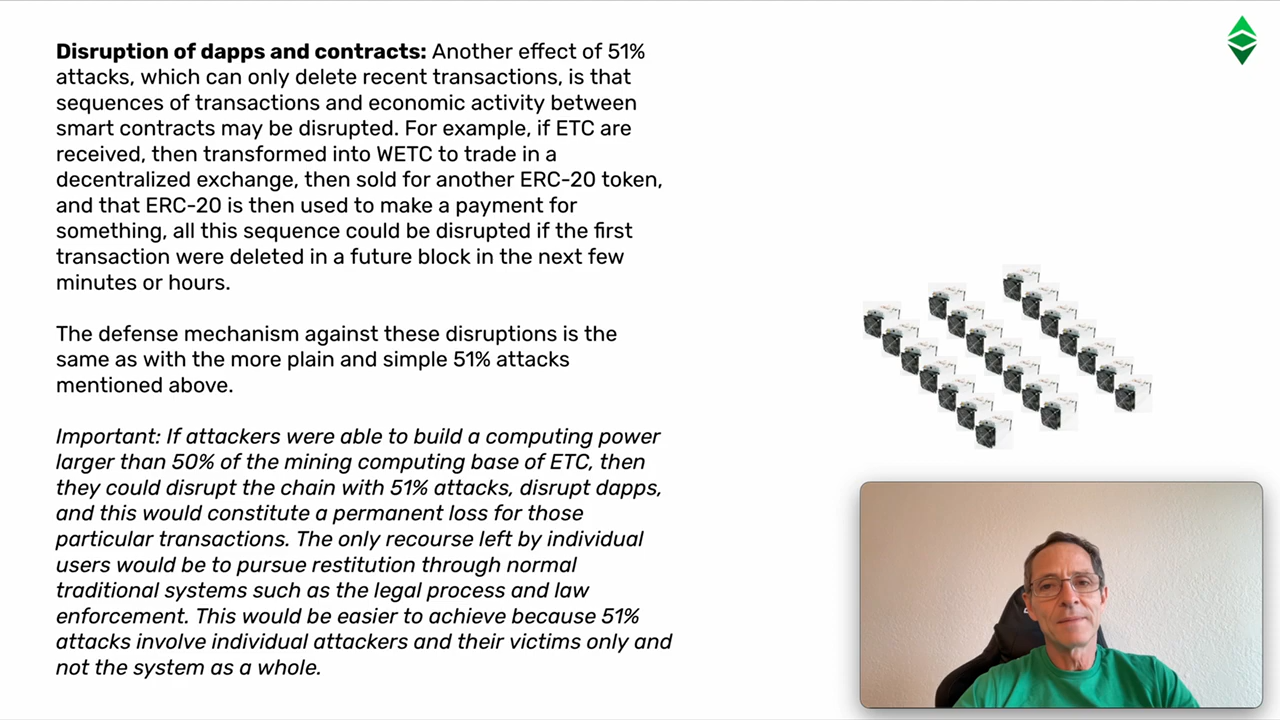 Disruption of dapps and contracts: Another effect of 51%
attacks, which can only delete recent transactions, is that
sequences of transactions and economic activity between
smart contracts may be disrupted. For example, if ETC are
received, then transformed into WETC to trade in a
decentralized exchange, then sold for another ERC-20 token,
and that ERC-20 is then used to make a payment for
something, all this sequence could be disrupted if the first
transaction were deleted in a future block in the next few
minutes or hours.
The defense mechanism against these disruptions is the
same as with the more plain and simple 51% attacks
mentioned above.
Important: If attackers were able to build a computing power
larger than 50% of the mining computing base of ETC, then
they could disrupt the chain with 51% attacks, disrupt dapps,
and this would constitute a permanent loss for those
particular transactions. The only recourse left by individual
users would be to pursue restitution through normal
traditional systems such as the legal process and law
enforcement. This would be easier to achieve because 51%
attacks involve individual attackers and their victims only and
not the system as a whole.